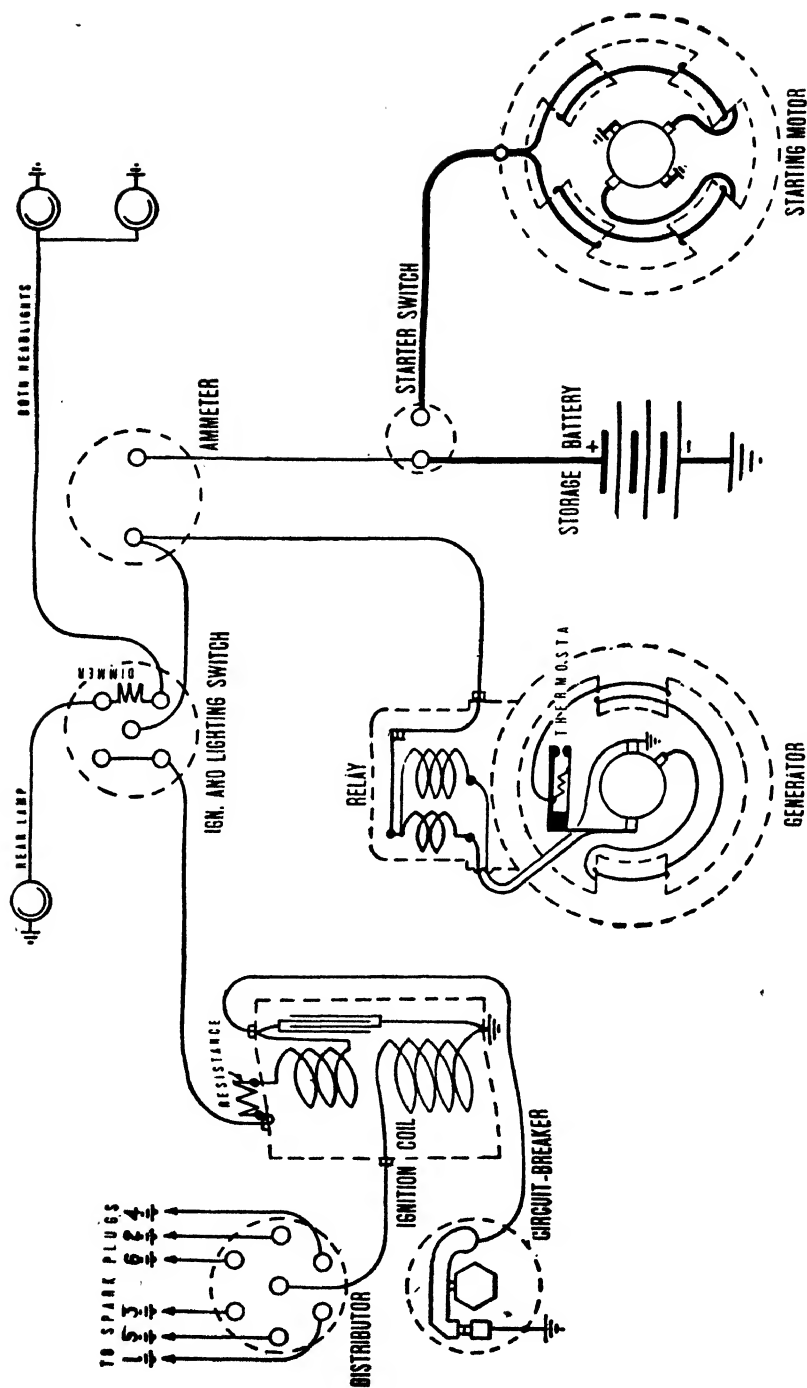 TO SPARK PLUGS
1 5 3 6 2 4
DISTRIBUTOR
CIRCUIT-BREAKER
IGNITION COIL
RESISTANCE
REAR LAMP
IGN. AND LIGHTING SWITCH
DIMMER
RELAY
THERMOSTA
GENERATOR
BOTH HEADLIGHTS
AMMETER
STARTER SWITCH
STORAGE BATTERY
+
-
STARTING MOTOR